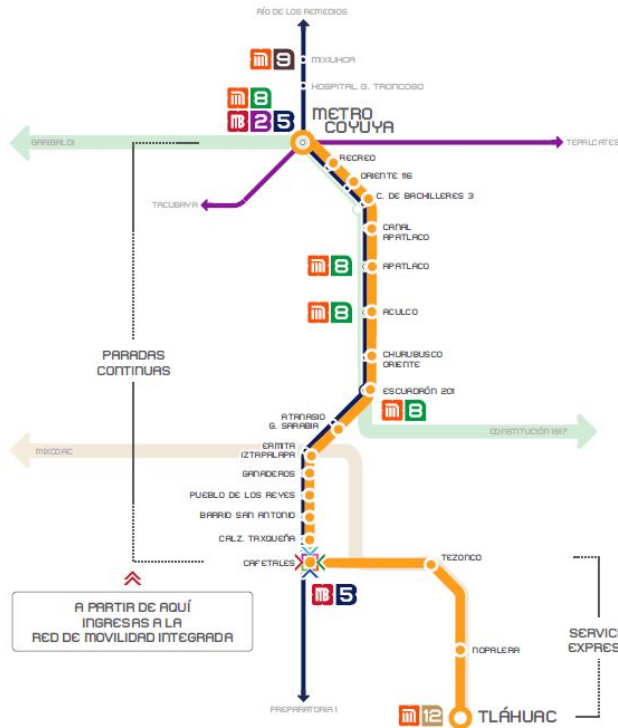 RÍO DE LOS REMEDIOS
9
MIXIUHCA
HOSPITAL G. TRONCOSO
8
MB 2 5
METRO
COYUYA
GARIBALDI
TEPALCATES
RECREO
ORIENTE 116
C. DE BACHILLERES 3
TACUBAYA
CANAL
APATLACO
8
APATLACO
8
ACULCO
PARADAS
CONTINUAS
CHURUBUSCO
ORIENTE
ESCUADRÓN 201
8
ATANASIO
G. SARABIA
CONSTITUCIÓN 1917
MIXCOAC
ERMITA
IZTAPALAPA
GANADEROS
PUEBLO DE LOS REYES
BARRIO SAN ANTONIO
CALZ. TAXQUEÑA
CAFETALES
TEZONCO
MB 5
A PARTIR DE AQUÍ
INGRESAS A LA
RED DE MOVILIDAD INTEGRADA
SERVICI
EXPRES
NOPALERA
PREPARATORIA 1
12
TLÁHUAC